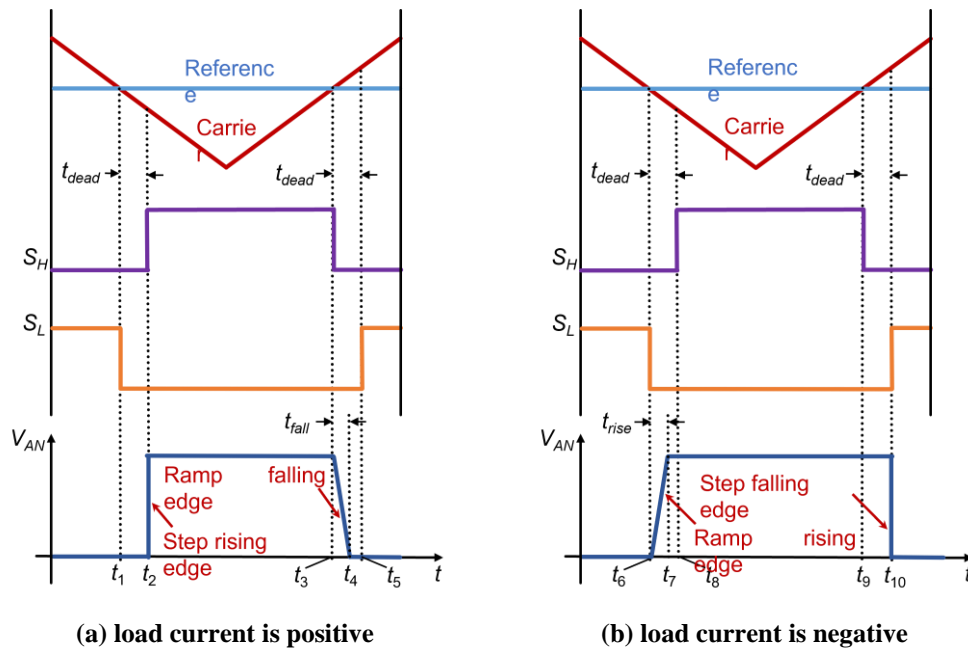 Referenc
e
Carrie
r
t_dead
t_dead
S_H
S_L
t_fall
V_AN
Ramp falling
edge
Step rising
edge
t_1 t_2 t_3 t_4 t_5 t
(a) load current is positive
Referenc
e
Carrie
r
t_dead
t_dead
S_H
S_L
t_rise
V_AN
Step falling
edge
Ramp rising
edge
t_6 t_7 t_8 t_9 t_10 t
(b) load current is negative